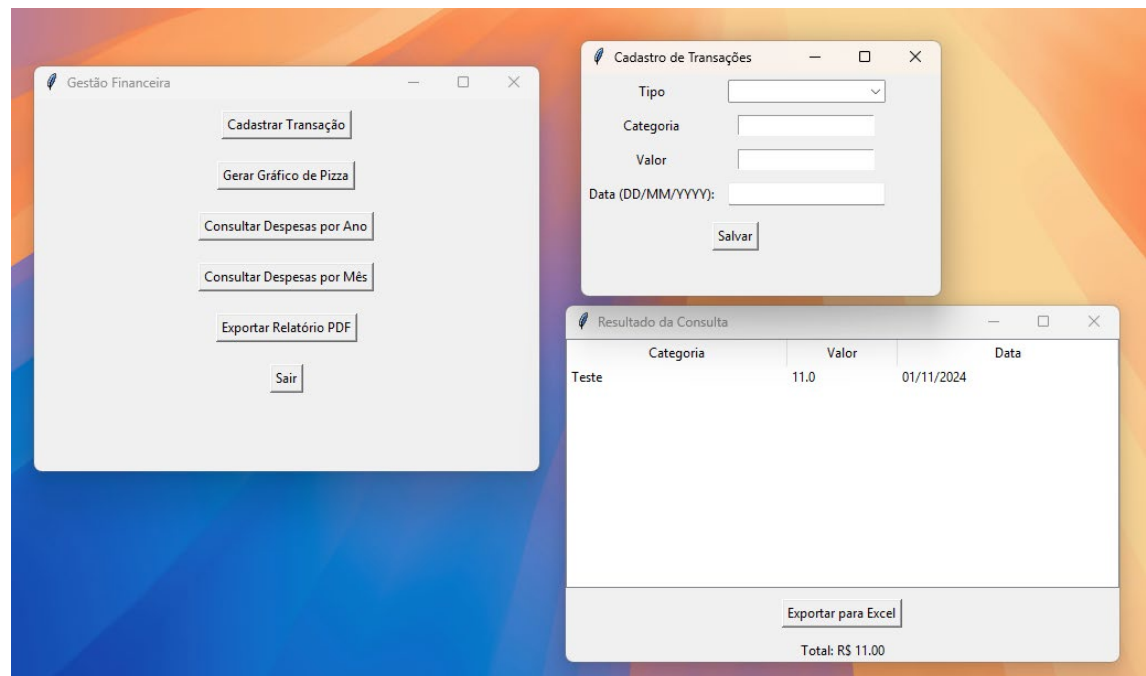 Gestão Financeira
Cadastrar Transação
Gerar Gráfico de Pizza
Consultar Despesas por Ano
Consultar Despesas por Mês
Exportar Relatório PDF
Sair
Cadastro de Transações
Tipo
Categoria
Valor
Data (DD/MM/YYYY):
Salvar
Resultado da Consulta
Categoria Valor Data
Teste 11.0 01/11/2024
Exportar para Excel
Total: R$ 11.00